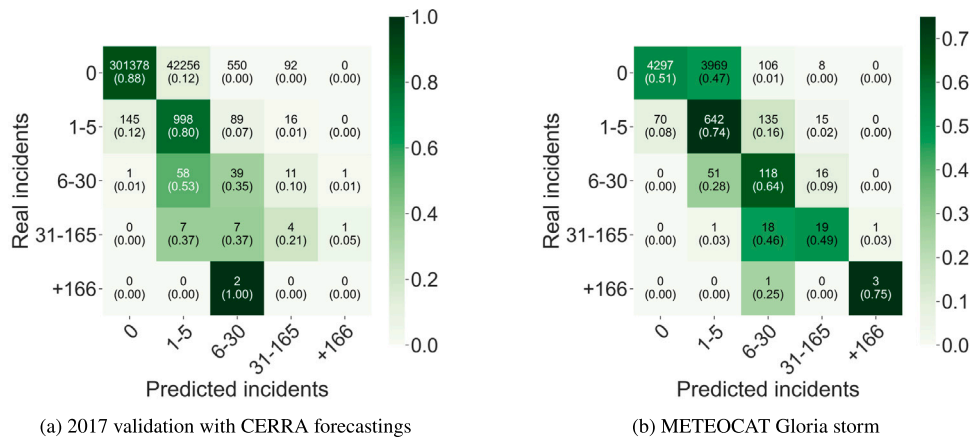 Real incidents
0
1-5
6-30
31-165
+166
301378 42256 550 92 0
(0.88) (0.12) (0.00) (0.00) (0.00)
145 998 89 16 0
(0.12) (0.80) (0.07) (0.01) (0.00)
1 58 39 11 1
(0.01) (0.53) (0.35) (0.10) (0.01)
0 7 7 4 1
(0.00) (0.37) (0.37) (0.21) (0.05)
0 0 2 0 0
(0.00) (0.00) (1.00) (0.00) (0.00)
0 1-5 6-30 31-165 +166
Predicted incidents
1.0
0.8
0.6
0.4
0.2
0.0
(a) 2017 validation with CERRA forecastings
Real incidents
0
1-5
6-30
31-165
+166
4297 3969 106 8 0
(0.51) (0.47) (0.01) (0.00) (0.00)
70 642 135 15 0
(0.08) (0.74) (0.16) (0.02) (0.00)
0 51 118 16 0
(0.00) (0.28) (0.64) (0.09) (0.00)
0 1 18 19 1
(0.00) (0.03) (0.46) (0.49) (0.03)
0 0 1 0 3
(0.00) (0.00) (0.25) (0.00) (0.75)
0 1-5 6-30 31-165 +166
Predicted incidents
0.7
0.6
0.5
0.4
0.3
0.2
0.1
0.0
(b) METEOCAT Gloria storm